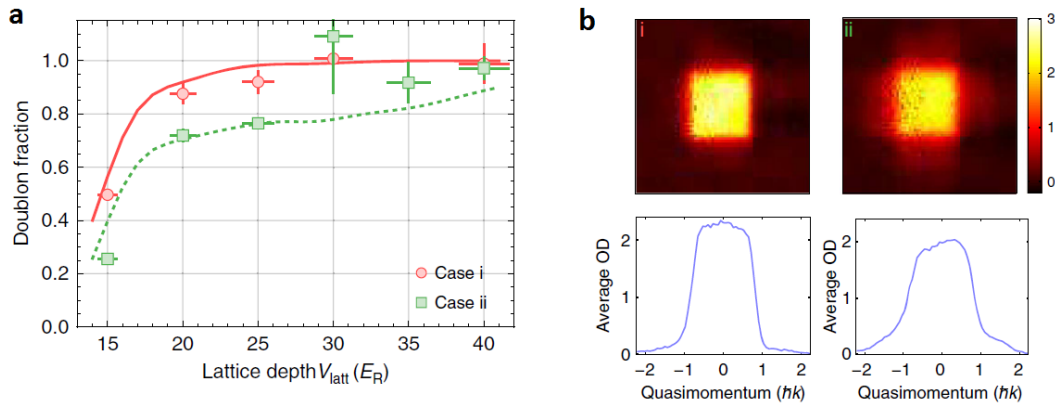 a
Doublon fraction
1.0
0.8
0.6
0.4
0.2
0.0
15 20 25 30 35 40
Lattice depth V_latt (E_R)
Case i
Case ii
b
i
ii
3
2
1
0
Average OD
2
1
0
−2 −1 0 1 2
Quasimomentum (ħk)
Average OD
2
1
0
−2 −1 0 1 2
Quasimomentum (ħk)